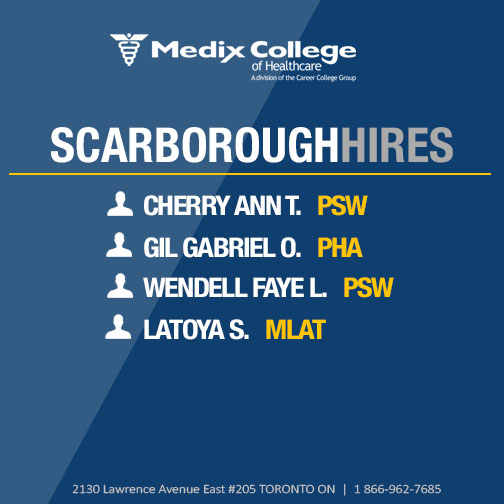 Medix College
of Healthcare
A division of the Career College Group
SCARBOROUGHHIRES
CHERRY ANN T. PSW
GIL GABRIEL O. PHA
WENDELL FAYE L. PSW
LATOYA S. MLAT
2130 Lawrence Avenue East #205 TORONTO ON | 1 866-962-7685